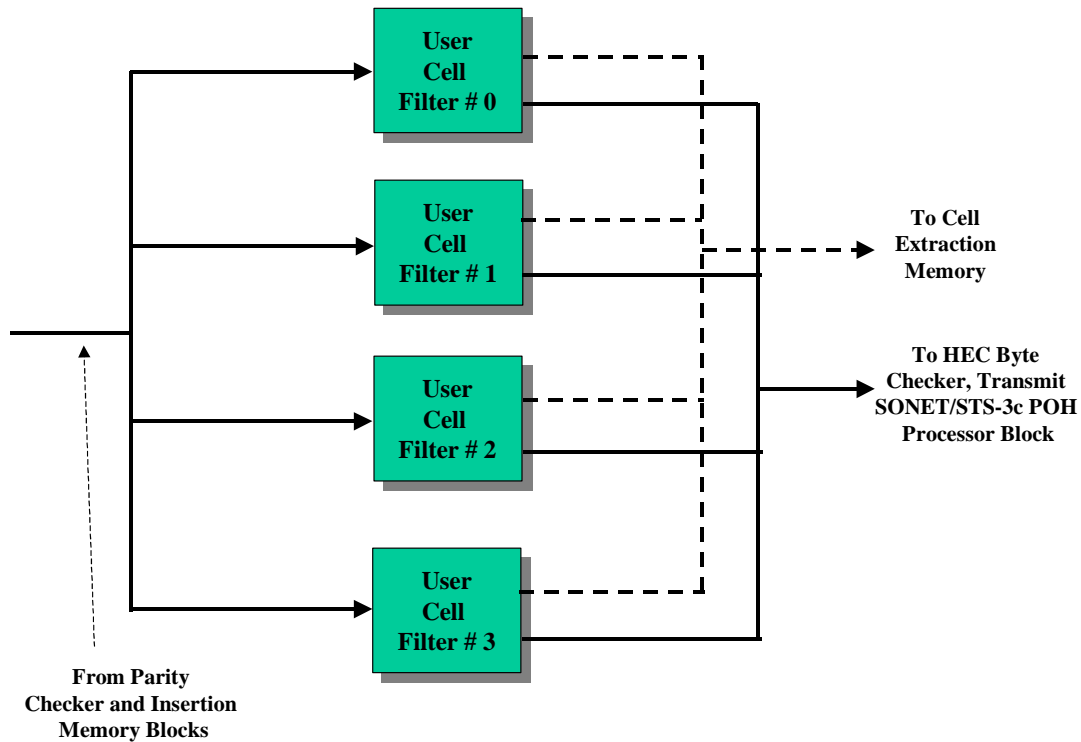 User
Cell
Filter # 0
User
Cell
Filter # 1
To Cell
Extraction
Memory
To HEC Byte
Checker, Transmit
SONET/STS-3c POH
Processor Block
User
Cell
Filter # 2
User
Cell
Filter # 3
From Parity
Checker and Insertion
Memory Blocks